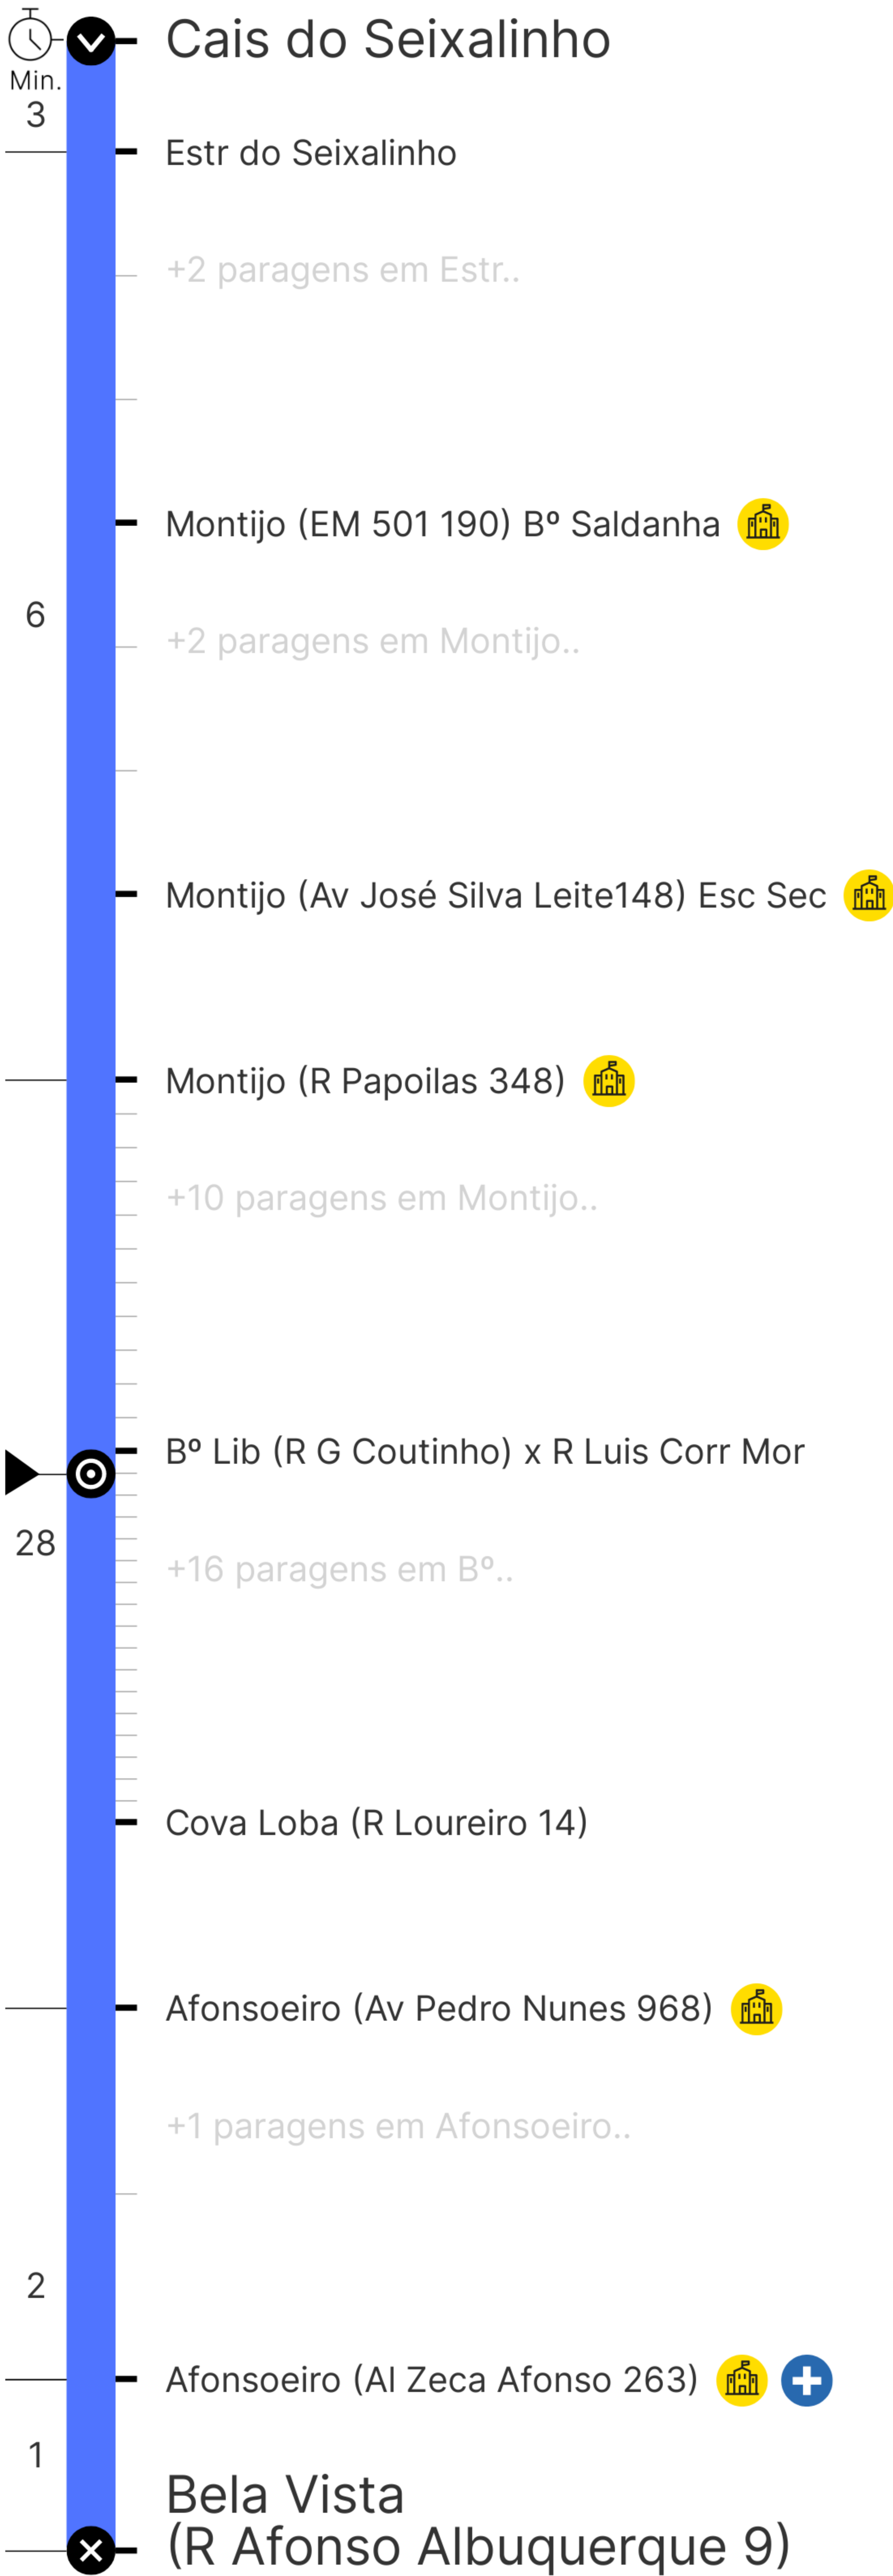 Cais do Seixalinho
Min.
3
Estr do Seixalinho
+2 paragens em Estr..
Montijo (EM 501 190) Bº Saldanha
6
+2 paragens em Montijo..
Montijo (Av José Silva Leite148) Esc Sec
Montijo (R Papoilas 348)
+10 paragens em Montijo..
Bº Lib (R G Coutinho) x R Luis Corr Mor
28
+16 paragens em Bº..
Cova Loba (R Loureiro 14)
Afonsoeiro (Av Pedro Nunes 968)
+1 paragens em Afonsoeiro..
2
Afonsoeiro (Al Zeca Afonso 263)
1
Bela Vista
(R Afonso Albuquerque 9)